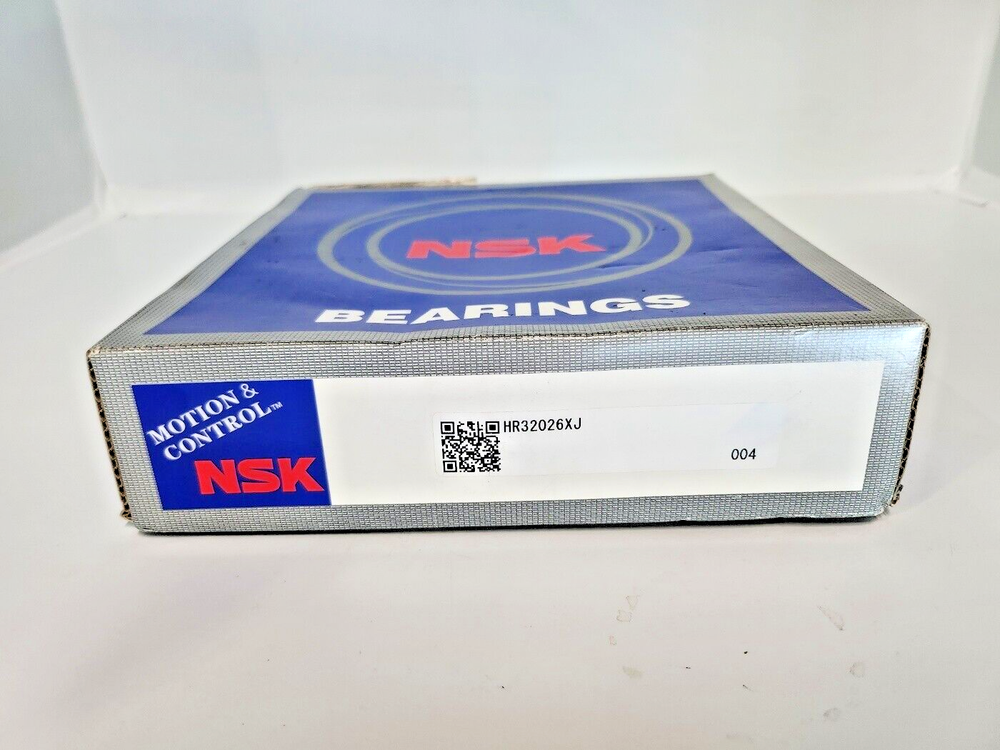 NSK
BEARINGS
MOTION &
CONTROL™
NSK
HR32026XJ
004